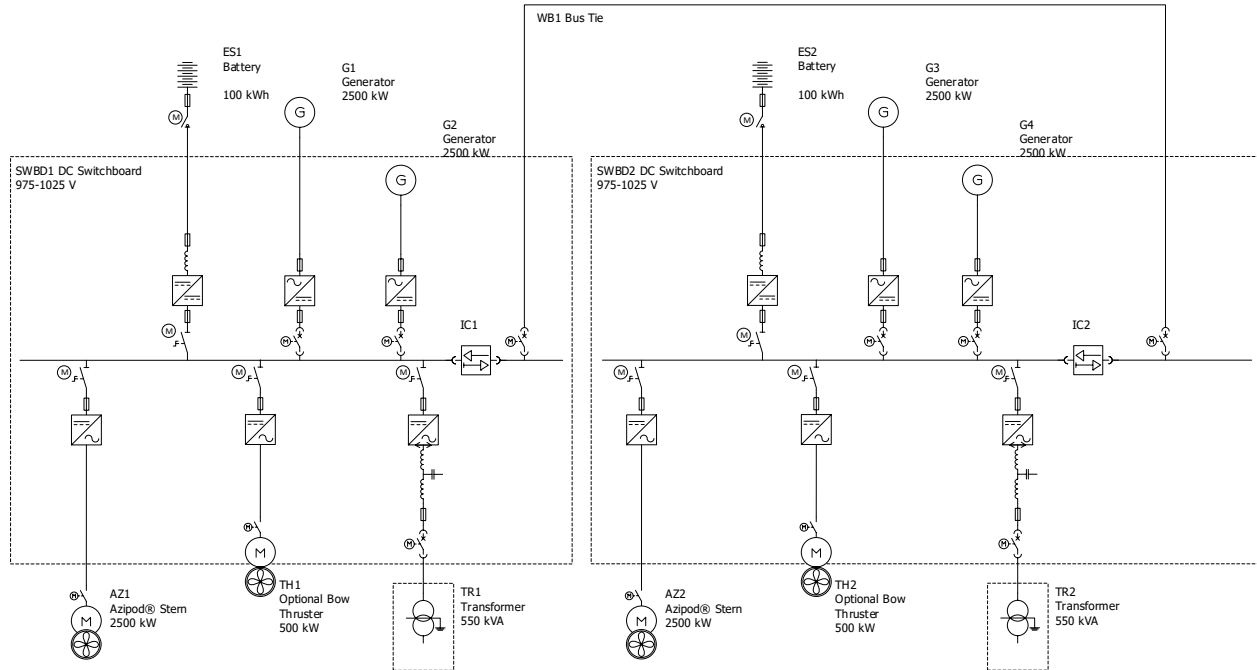 WB1 Bus Tie
ES1
Battery
100 kWh
G1
Generator
2500 kW
G
G2
Generator
2500 kW
G
M
SWBD1 DC Switchboard
975-1025 V
M
M
M
IC1
M
M
M
M
M
M
M
AZ1
Azipod® Stern
2500 kW
M
M
TH1
Optional Bow
Thruster
500 kW
M
TR1
Transformer
550 kVA
ES2
Battery
100 kWh
G3
Generator
2500 kW
G
G4
Generator
2500 kW
G
M
SWBD2 DC Switchboard
975-1025 V
M
M
M
IC2
M
M
M
M
M
M
M
AZ2
Azipod® Stern
2500 kW
M
M
TH2
Optional Bow
Thruster
500 kW
M
TR2
Transformer
550 kVA